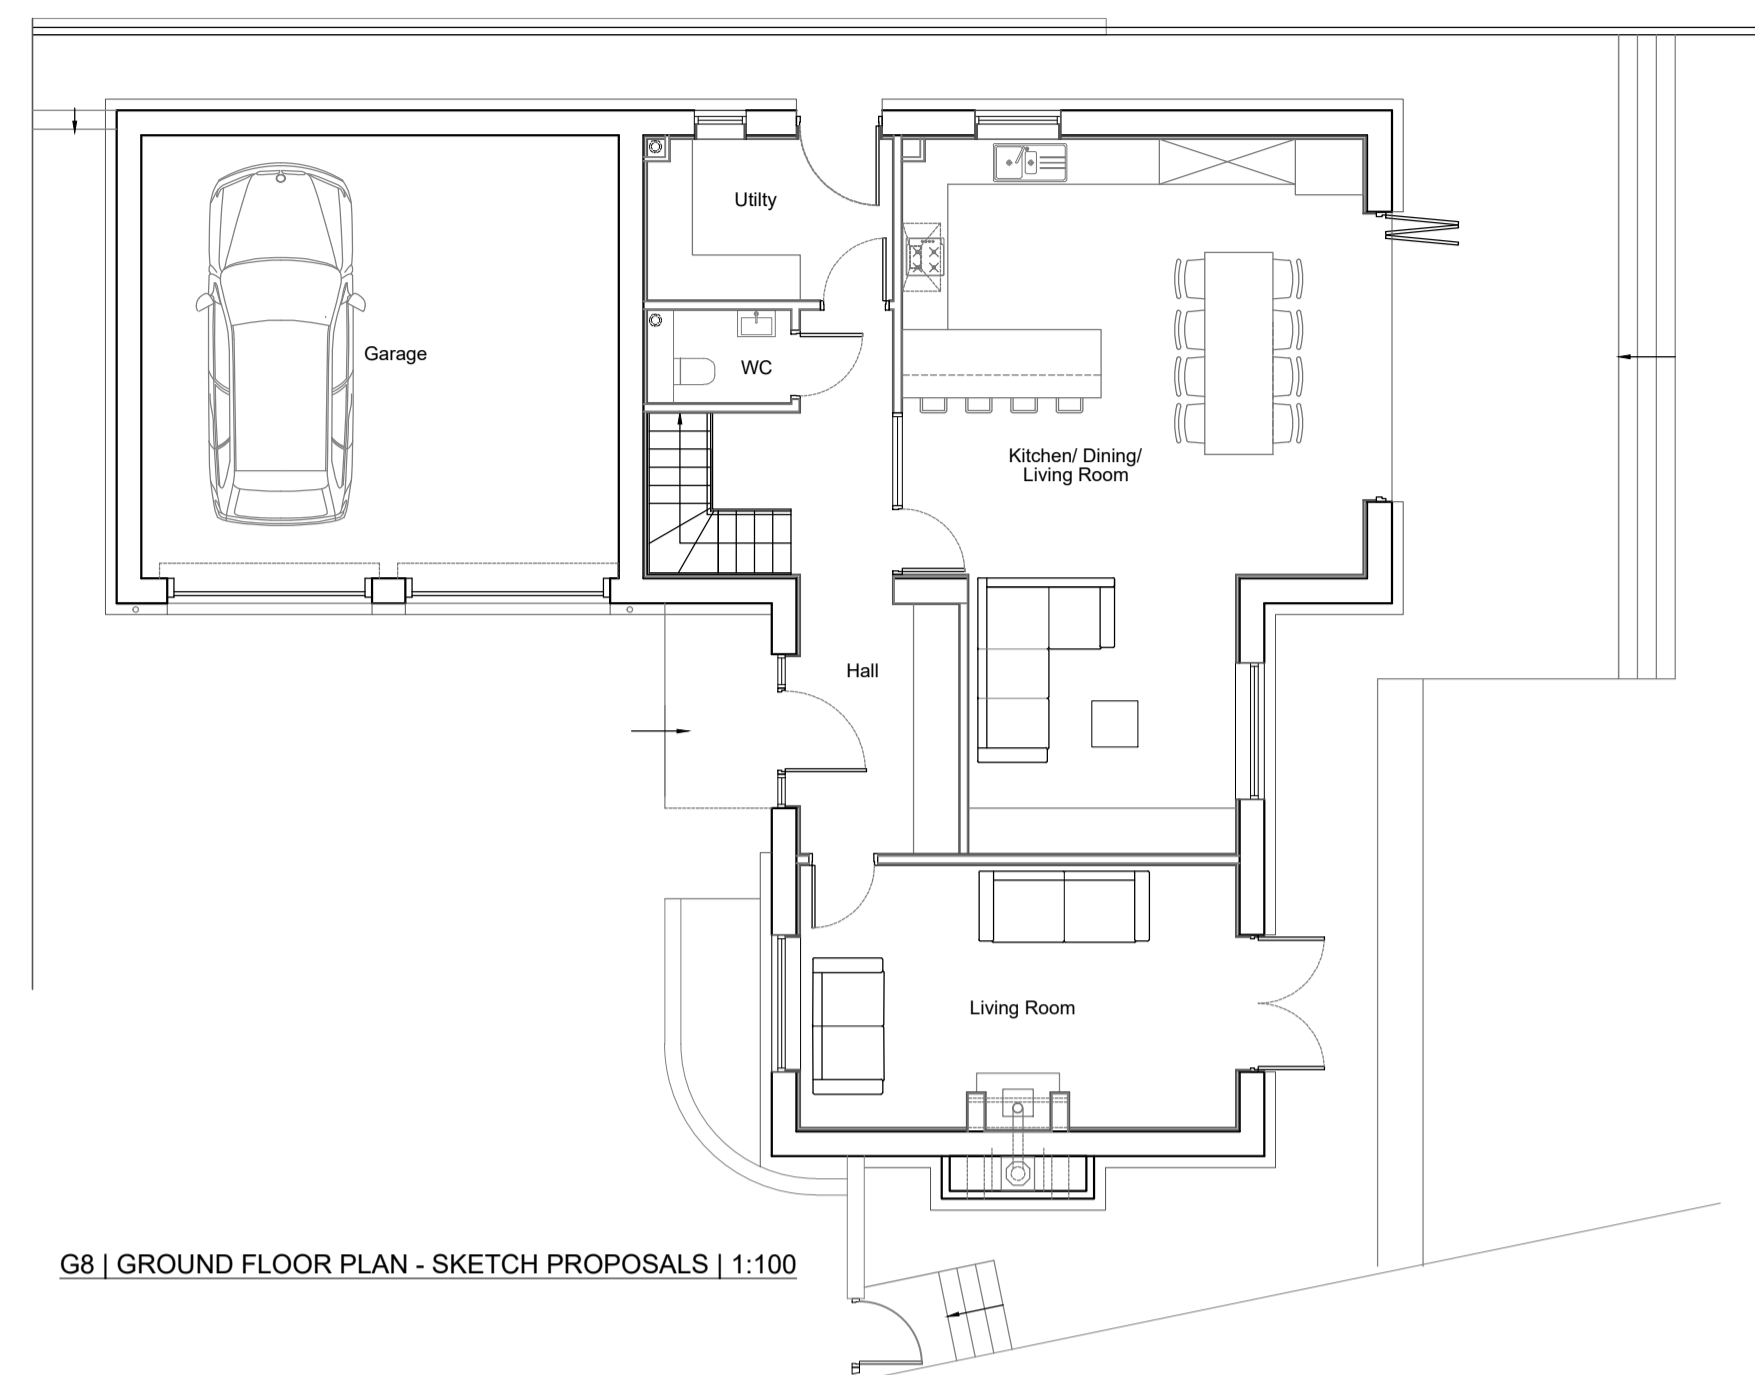 Utilty
Garage
WC
Kitchen/ Dining/
Living Room
Hall
Living Room
G8 | GROUND FLOOR PLAN - SKETCH PROPOSALS | 1:100